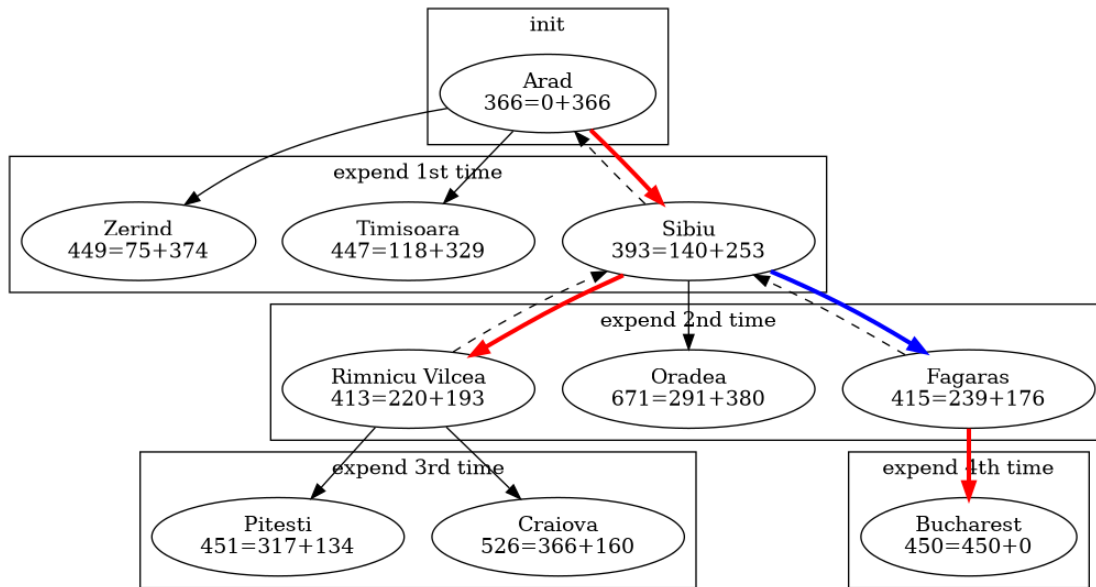 init
Arad
366=0+366
expend 1st time
Zerind
449=75+374
Timisoara
447=118+329
Sibiu
393=140+253
expend 2nd time
Rimnicu Vilcea
413=220+193
Oradea
671=291+380
Fagaras
415=239+176
expend 3rd time
Pitesti
451=317+134
Craiova
526=366+160
expend 4th time
Bucharest
450=450+0